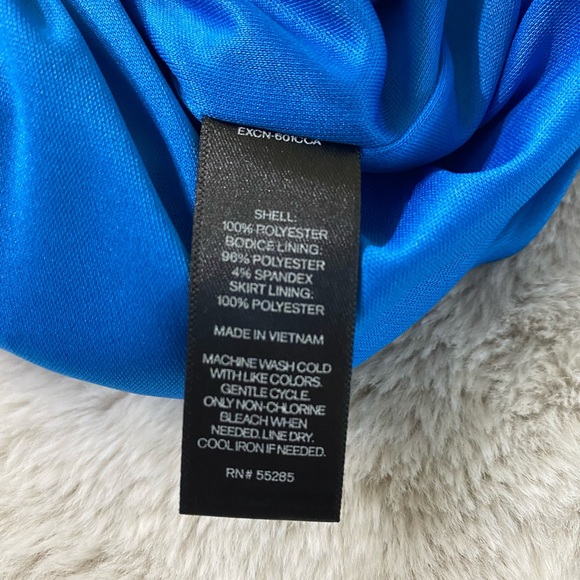 EXCN-601CCA
SHELL:
100% POLYESTER
BODICE LINING:
96% POLYESTER
4% SPANDEX
SKIRT LINING:
100% POLYESTER
MADE IN VIETNAM
MACHINE WASH COLD
WITH LIKE COLORS.
GENTLE CYCLE.
ONLY NON-CHLORINE
BLEACH WHEN
NEEDED. LINE DRY.
COOL IRON IF NEEDED.
RN# 55285